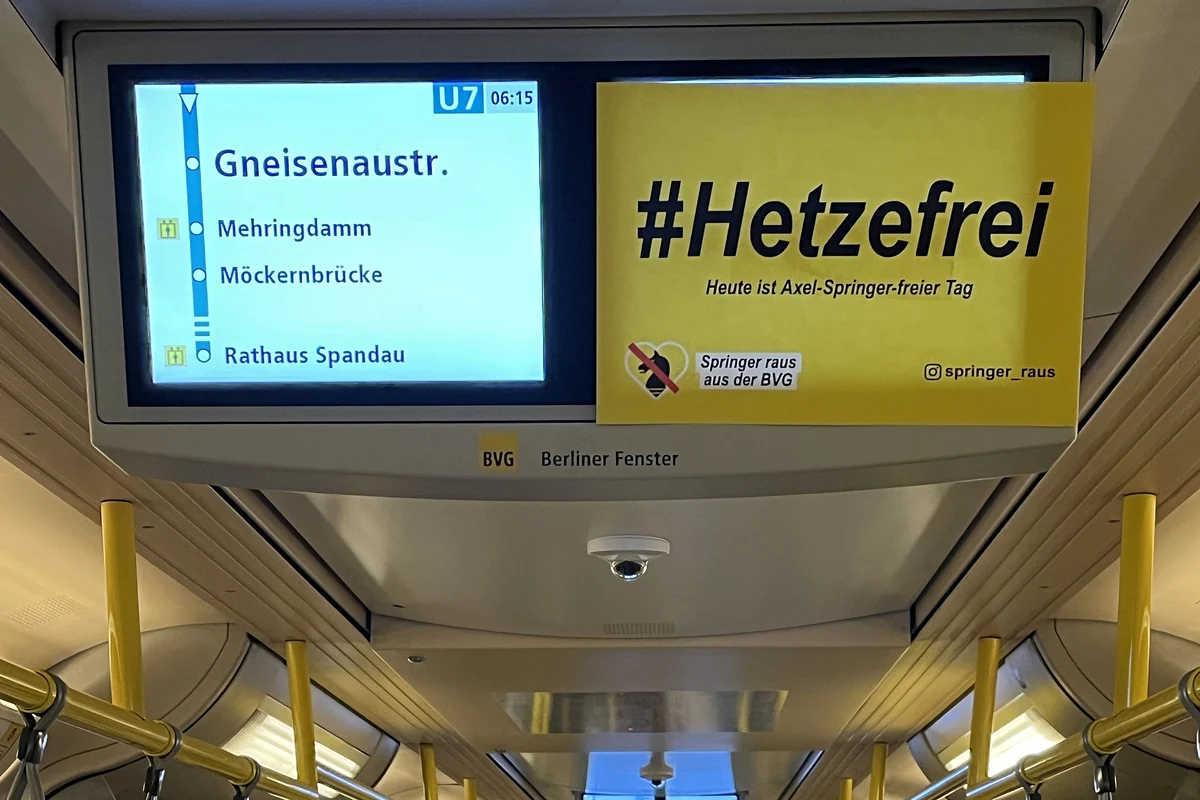 U7 06:15
Gneisenaustr.
Mehringdamm
Möckernbrücke
Rathaus Spandau
#Hetzefrei
Heute ist Axel-Springer-freier Tag
Springer raus
aus der BVG
springer_raus
BVG Berliner Fenster